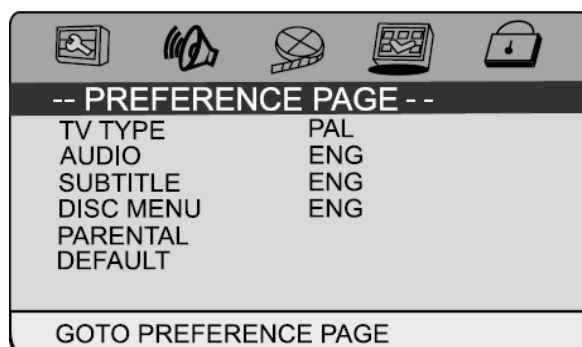 -- PREFERENCE PAGE - -
TV TYPE PAL
AUDIO ENG
SUBTITLE ENG
DISC MENU ENG
PARENTAL
DEFAULT
GOTO PREFERENCE PAGE